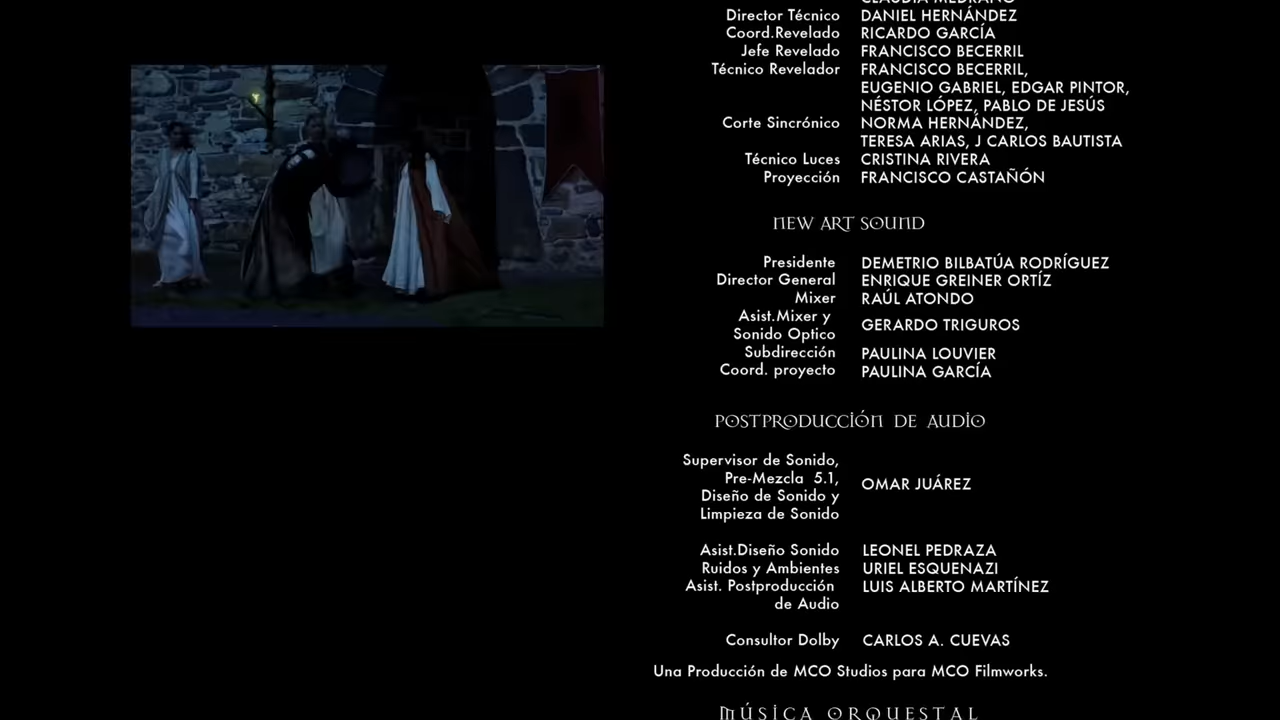 CLAUDIA MEDRANO
Director Técnico DANIEL HERNÁNDEZ
Coord.Revelado RICARDO GARCÍA
Jefe Revelado FRANCISCO BECERRIL
Técnico Revelador FRANCISCO BECERRIL,
EUGENIO GABRIEL, EDGAR PINTOR,
NÉSTOR LÓPEZ, PABLO DE JESÚS
Corte Sincrónico NORMA HERNÁNDEZ,
TERESA ARIAS, J CARLOS BAUTISTA
Técnico Luces CRISTINA RIVERA
Proyección FRANCISCO CASTAÑÓN
NEW ART SOUND
Presidente DEMETRIO BILBATÚA RODRÍGUEZ
Director General ENRIQUE GREINER ORTÍZ
Mixer RAÚL ATONDO
Asist.Mixer y
Sonido Optico GERARDO TRIGUROS
Subdirección PAULINA LOUVIER
Coord. proyecto PAULINA GARCÍA
POSTPRODUCCIÓN DE AUDIO
Supervisor de Sonido,
Pre-Mezcla 5.1, OMAR JUÁREZ
Diseño de Sonido y
Limpieza de Sonido
Asist.Diseño Sonido LEONEL PEDRAZA
Ruidos y Ambientes URIEL ESQUENAZI
Asist. Postproducción LUIS ALBERTO MARTÍNEZ
de Audio
Consultor Dolby CARLOS A. CUEVAS
Una Producción de MCO Studios para MCO Filmworks.
MÚSICA ORQUESTAL